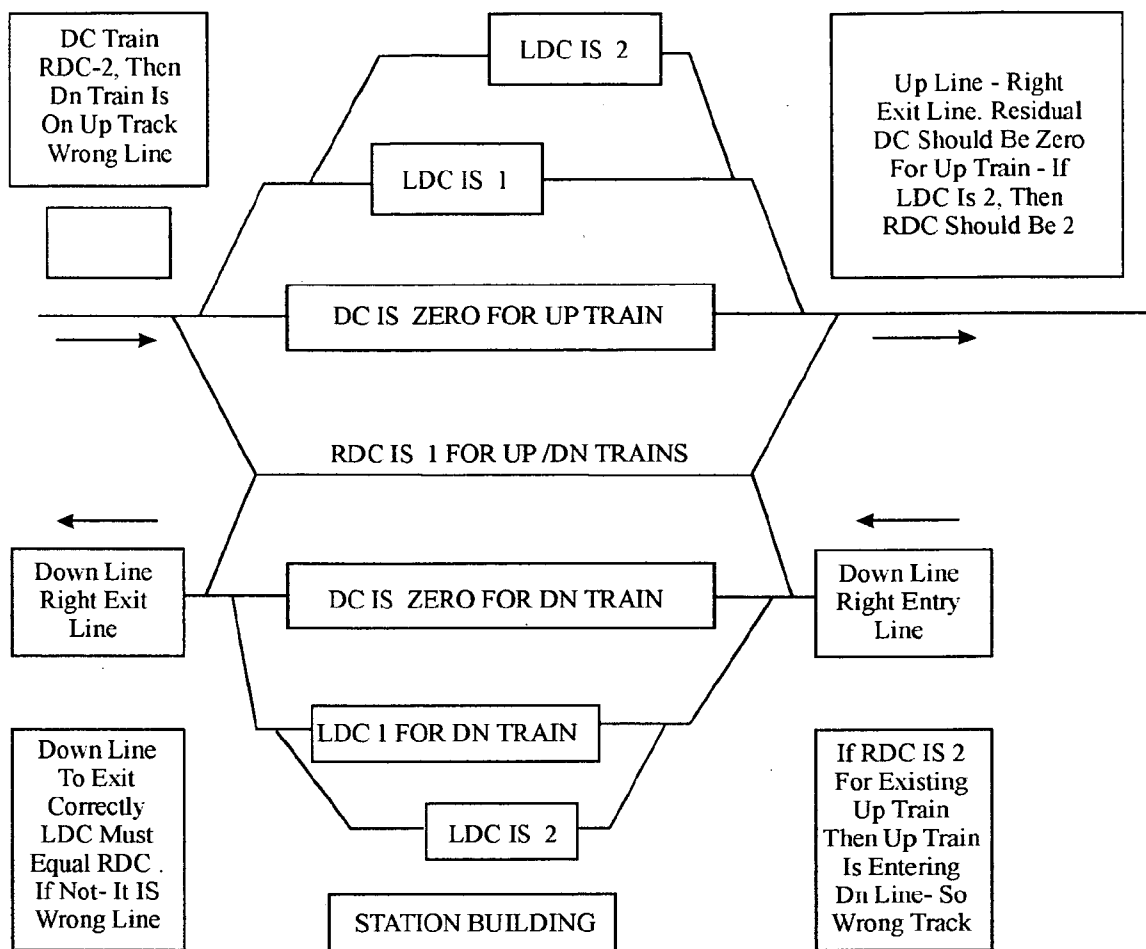 DC Train
RDC-2, Then
Dn Train Is
On Up Track
Wrong Line
LDC IS 2
Up Line - Right
Exit Line. Residual
DC Should Be Zero
For Up Train - If
LDC Is 2, Then
RDC Should Be 2
LDC IS 1
DC IS ZERO FOR UP TRAIN
RDC IS 1 FOR UP /DN TRAINS
Down Line
Right Exit
Line
DC IS ZERO FOR DN TRAIN
Down Line
Right Entry
Line
LDC 1 FOR DN TRAIN
Down Line
To Exit
Correctly
LDC Must
Equal RDC .
If Not- It IS
Wrong Line
LDC IS 2
If RDC IS 2
For Existing
Up Train
Then Up Train
Is Entering
Dn Line- So
Wrong Track
STATION BUILDING